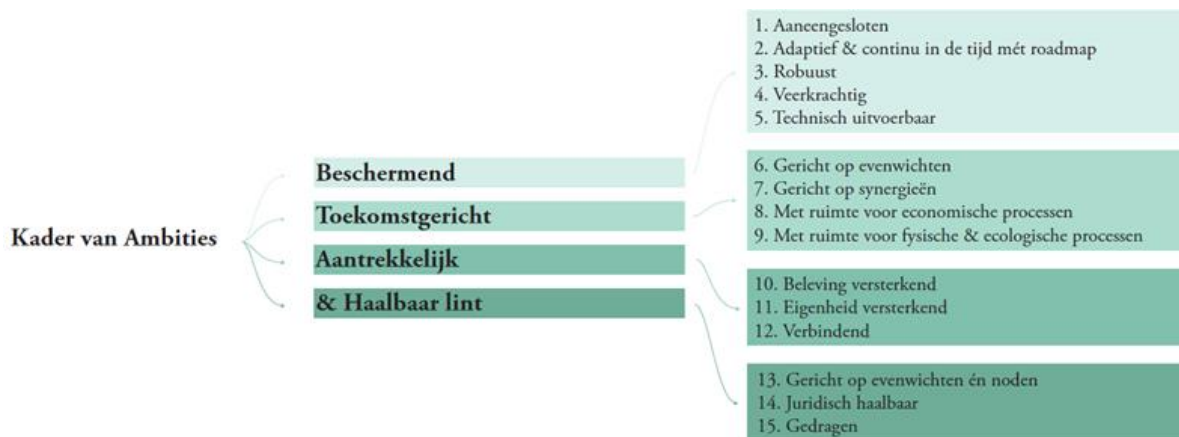 Kader van Ambities
Beschermend
Toekomstgericht
Aantrekkelijk
& Haalbaar lint
1. Aaneengesloten
2. Adaptief & continu in de tijd mét roadmap
3. Robuust
4. Veerkrachtig
5. Technisch uitvoerbaar
6. Gericht op evenwichten
7. Gericht op synergieën
8. Met ruimte voor economische processen
9. Met ruimte voor fysische & ecologische processen
10. Beleving versterkend
11. Eigenheid versterkend
12. Verbindend
13. Gericht op evenwichten én noden
14. Juridisch haalbaar
15. Gedragen